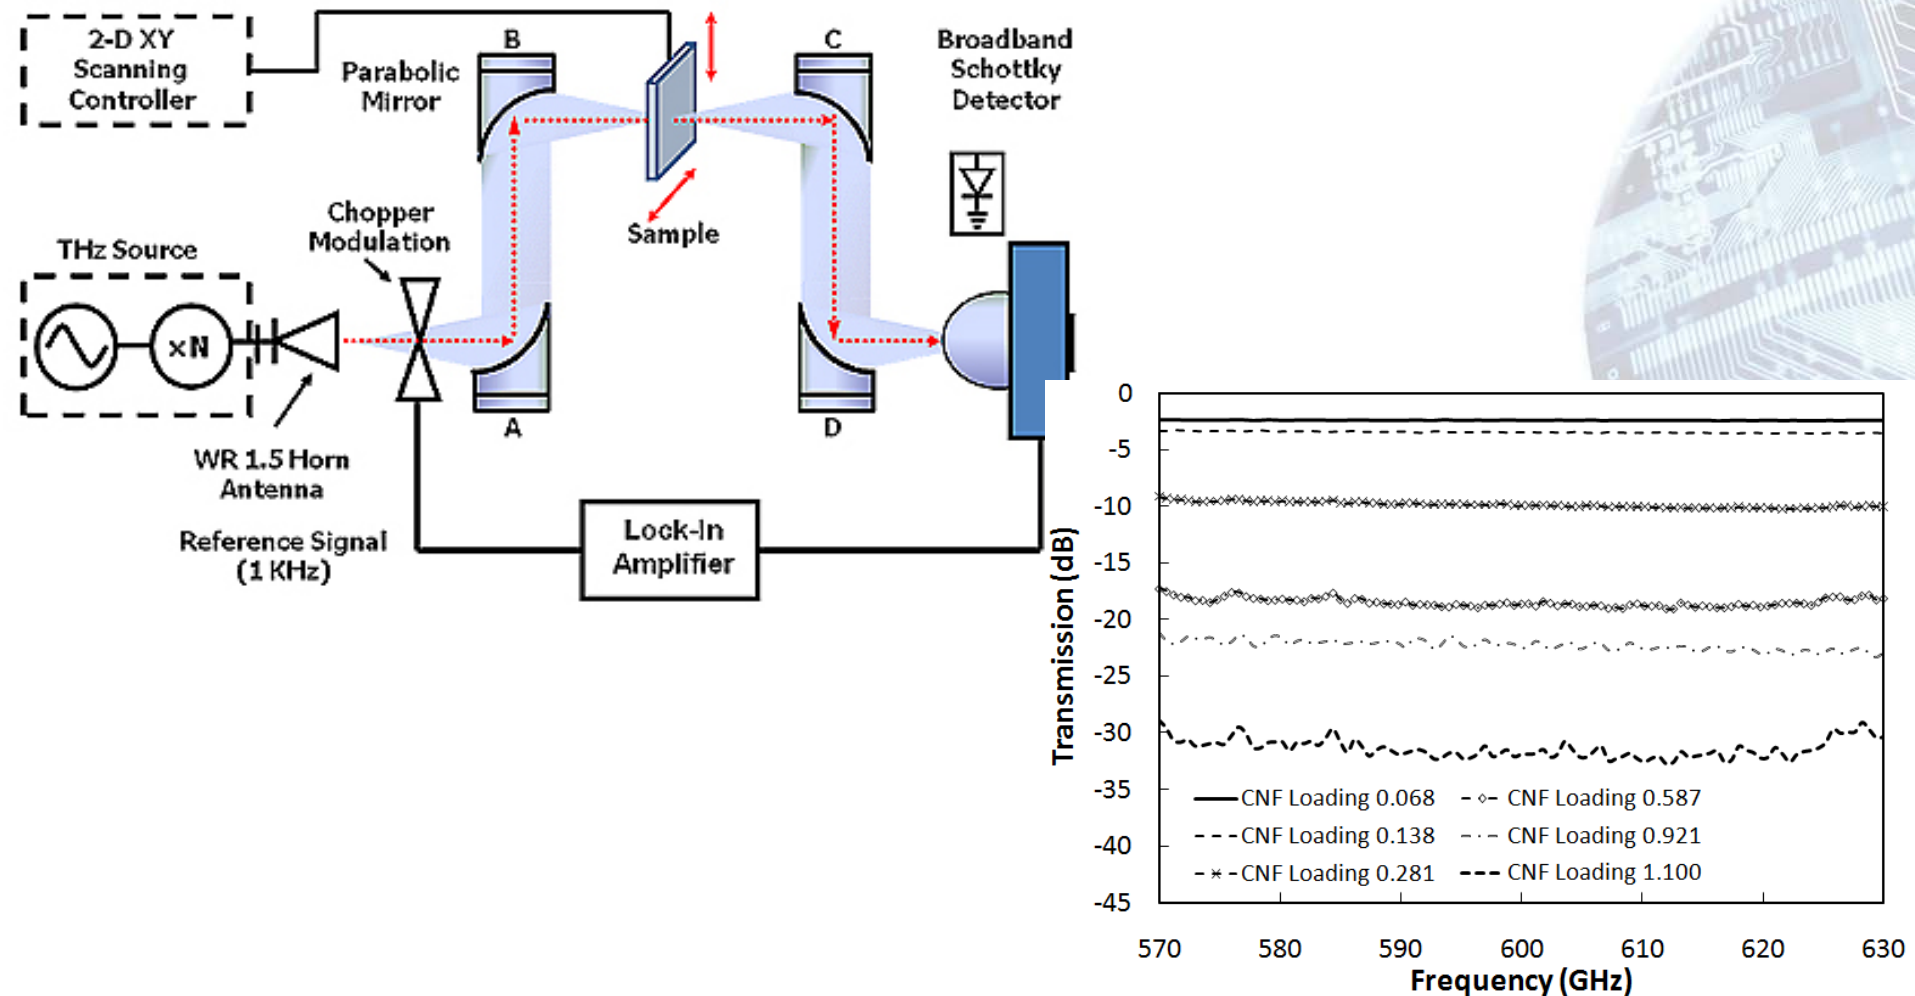 2-D XY
Scanning
Controller
Parabolic
Mirror
B
C
Broadband
Schottky
Detector
Chopper
Modulation
Sample
THz Source
×N
A
D
WR 1.5 Horn
Antenna
Reference Signal
(1 KHz)
Lock-In
Amplifier
Transmission (dB)
0
-5
-10
-15
-20
-25
-30
-35
-40
-45
CNF Loading 0.068
CNF Loading 0.587
CNF Loading 0.138
CNF Loading 0.921
CNF Loading 0.281
CNF Loading 1.100
570
580
590
600
610
620
630
Frequency (GHz)